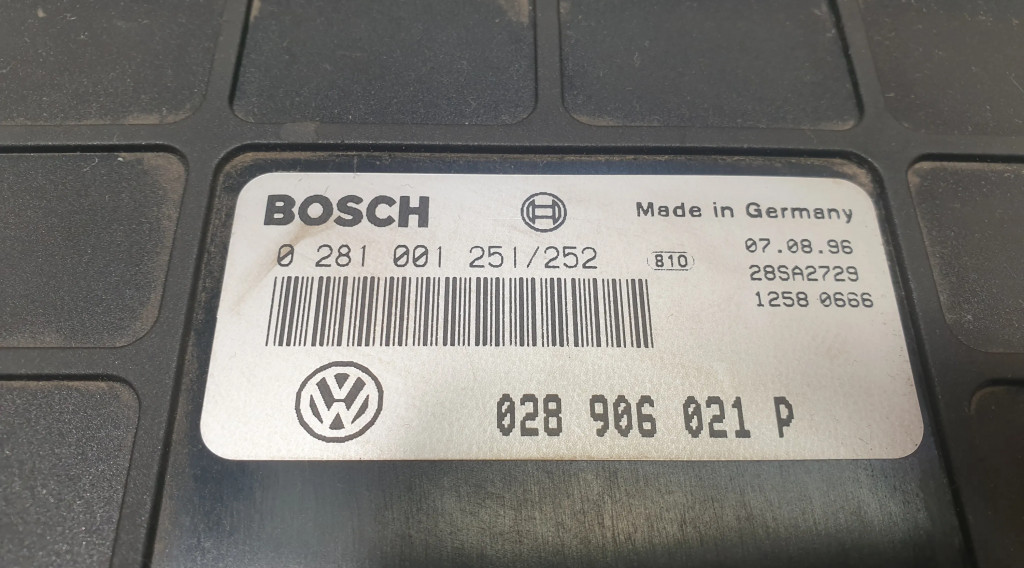 BOSCH Made in Germany
0 281 001 251/252 810 07.08.96
28SA2729
1258 0666
028 906 021 P